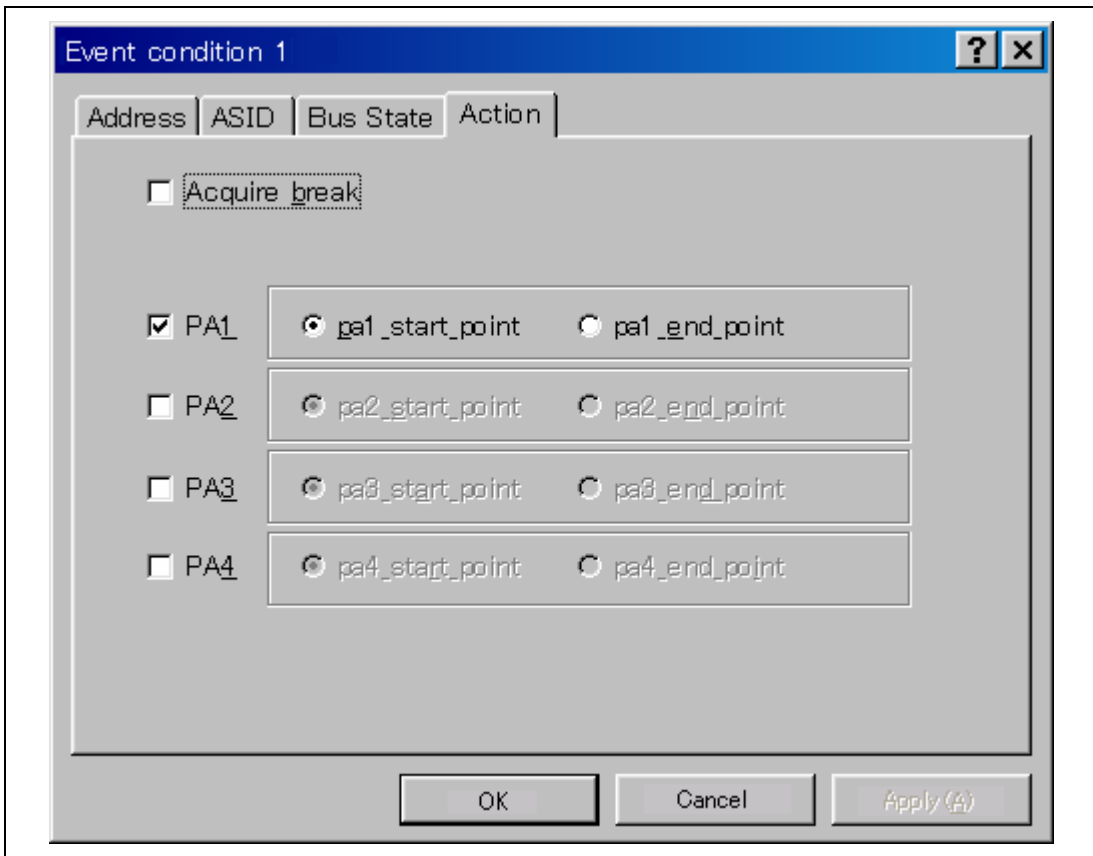 Event condition 1
Address ASID Bus State Action
Acquire break
PA1 pa1_start_point pa1_end_point
PA2 pa2_start_point pa2_end_point
PA3 pa3_start_point pa3_end_point
PA4 pa4_start_point pa4_end_point
OK Cancel Apply(A)